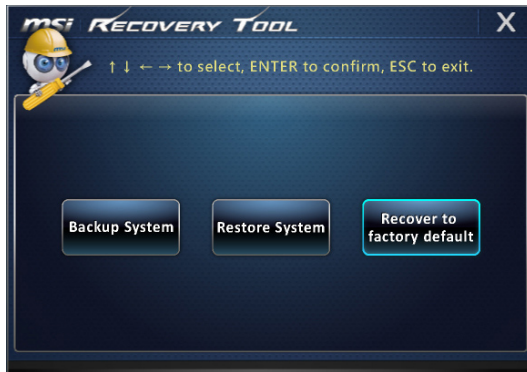 msi RECOVERY TOOL X
↑ ↓ ← → to select, ENTER to confirm, ESC to exit.
Backup System
Restore System
Recover to
factory default